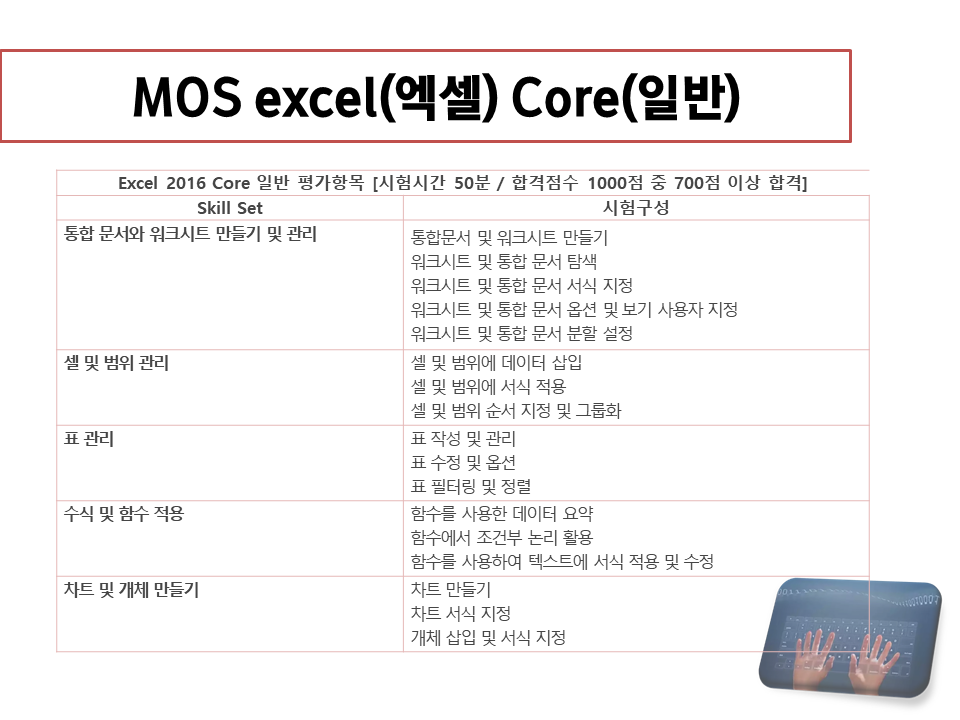 MOS excel(엑셀) Core(일반)
Excel 2016 Core 일반 평가항목 [시험시간 50분 / 합격점수 1000점 중 700점 이상 합격]
Skill Set
시험구성
통합 문서와 워크시트 만들기 및 관리
통합문서 및 워크시트 만들기
워크시트 및 통합 문서 탐색
워크시트 및 통합 문서 서식 지정
워크시트 및 통합 문서 옵션 및 보기 사용자 지정
워크시트 및 통합 문서 분할 설정
셀 및 범위 관리
셀 및 범위에 데이터 삽입
셀 및 범위에 서식 적용
셀 및 범위 순서 지정 및 그룹화
표 관리
표 작성 및 관리
표 수정 및 옵션
표 필터링 및 정렬
수식 및 함수 적용
함수를 사용한 데이터 요약
함수에서 조건부 논리 활용
함수를 사용하여 텍스트에 서식 적용 및 수정
차트 및 개체 만들기
차트 만들기
차트 서식 지정
개체 삽입 및 서식 지정